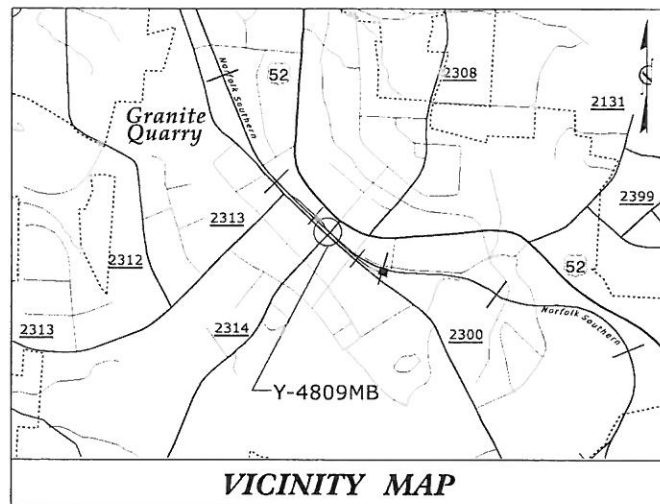 52
Norfolk Southern
2308
2131
Granite
Quarry
2399
2313
2312
52
2313
2314
2300
Norfolk Southern
Y-4809MB
VICINITY MAP